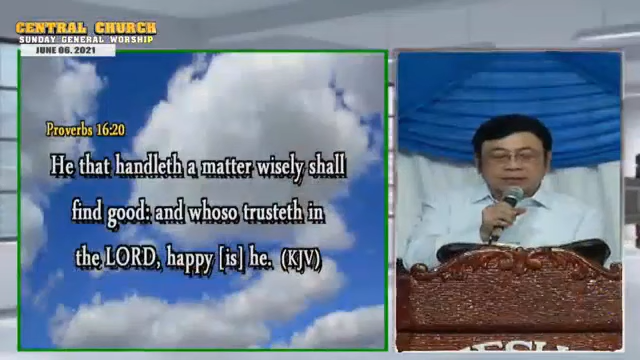 CENTRAL CHURCH
SUNDAY GENERAL WORSHIP
JUNE 06, 2021
Proverbs 16:20
He that handleth a matter wisely shall
find good: and whoso trusteth in
the LORD, happy [is] he. (KJV)